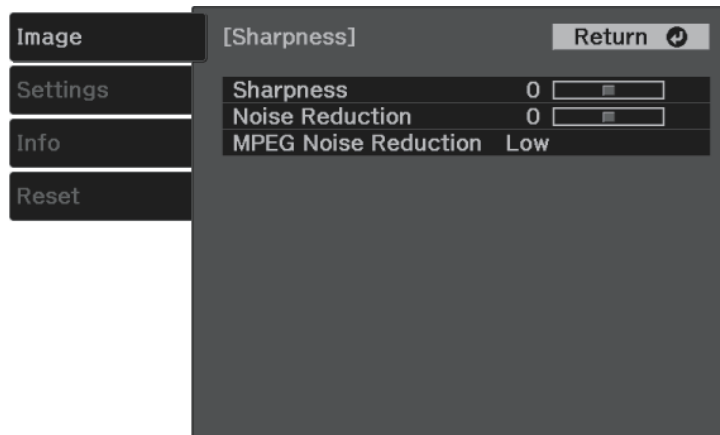 Image
Settings
Info
Reset
[Sharpness]
Return
Sharpness 0
Noise Reduction 0
MPEG Noise Reduction Low